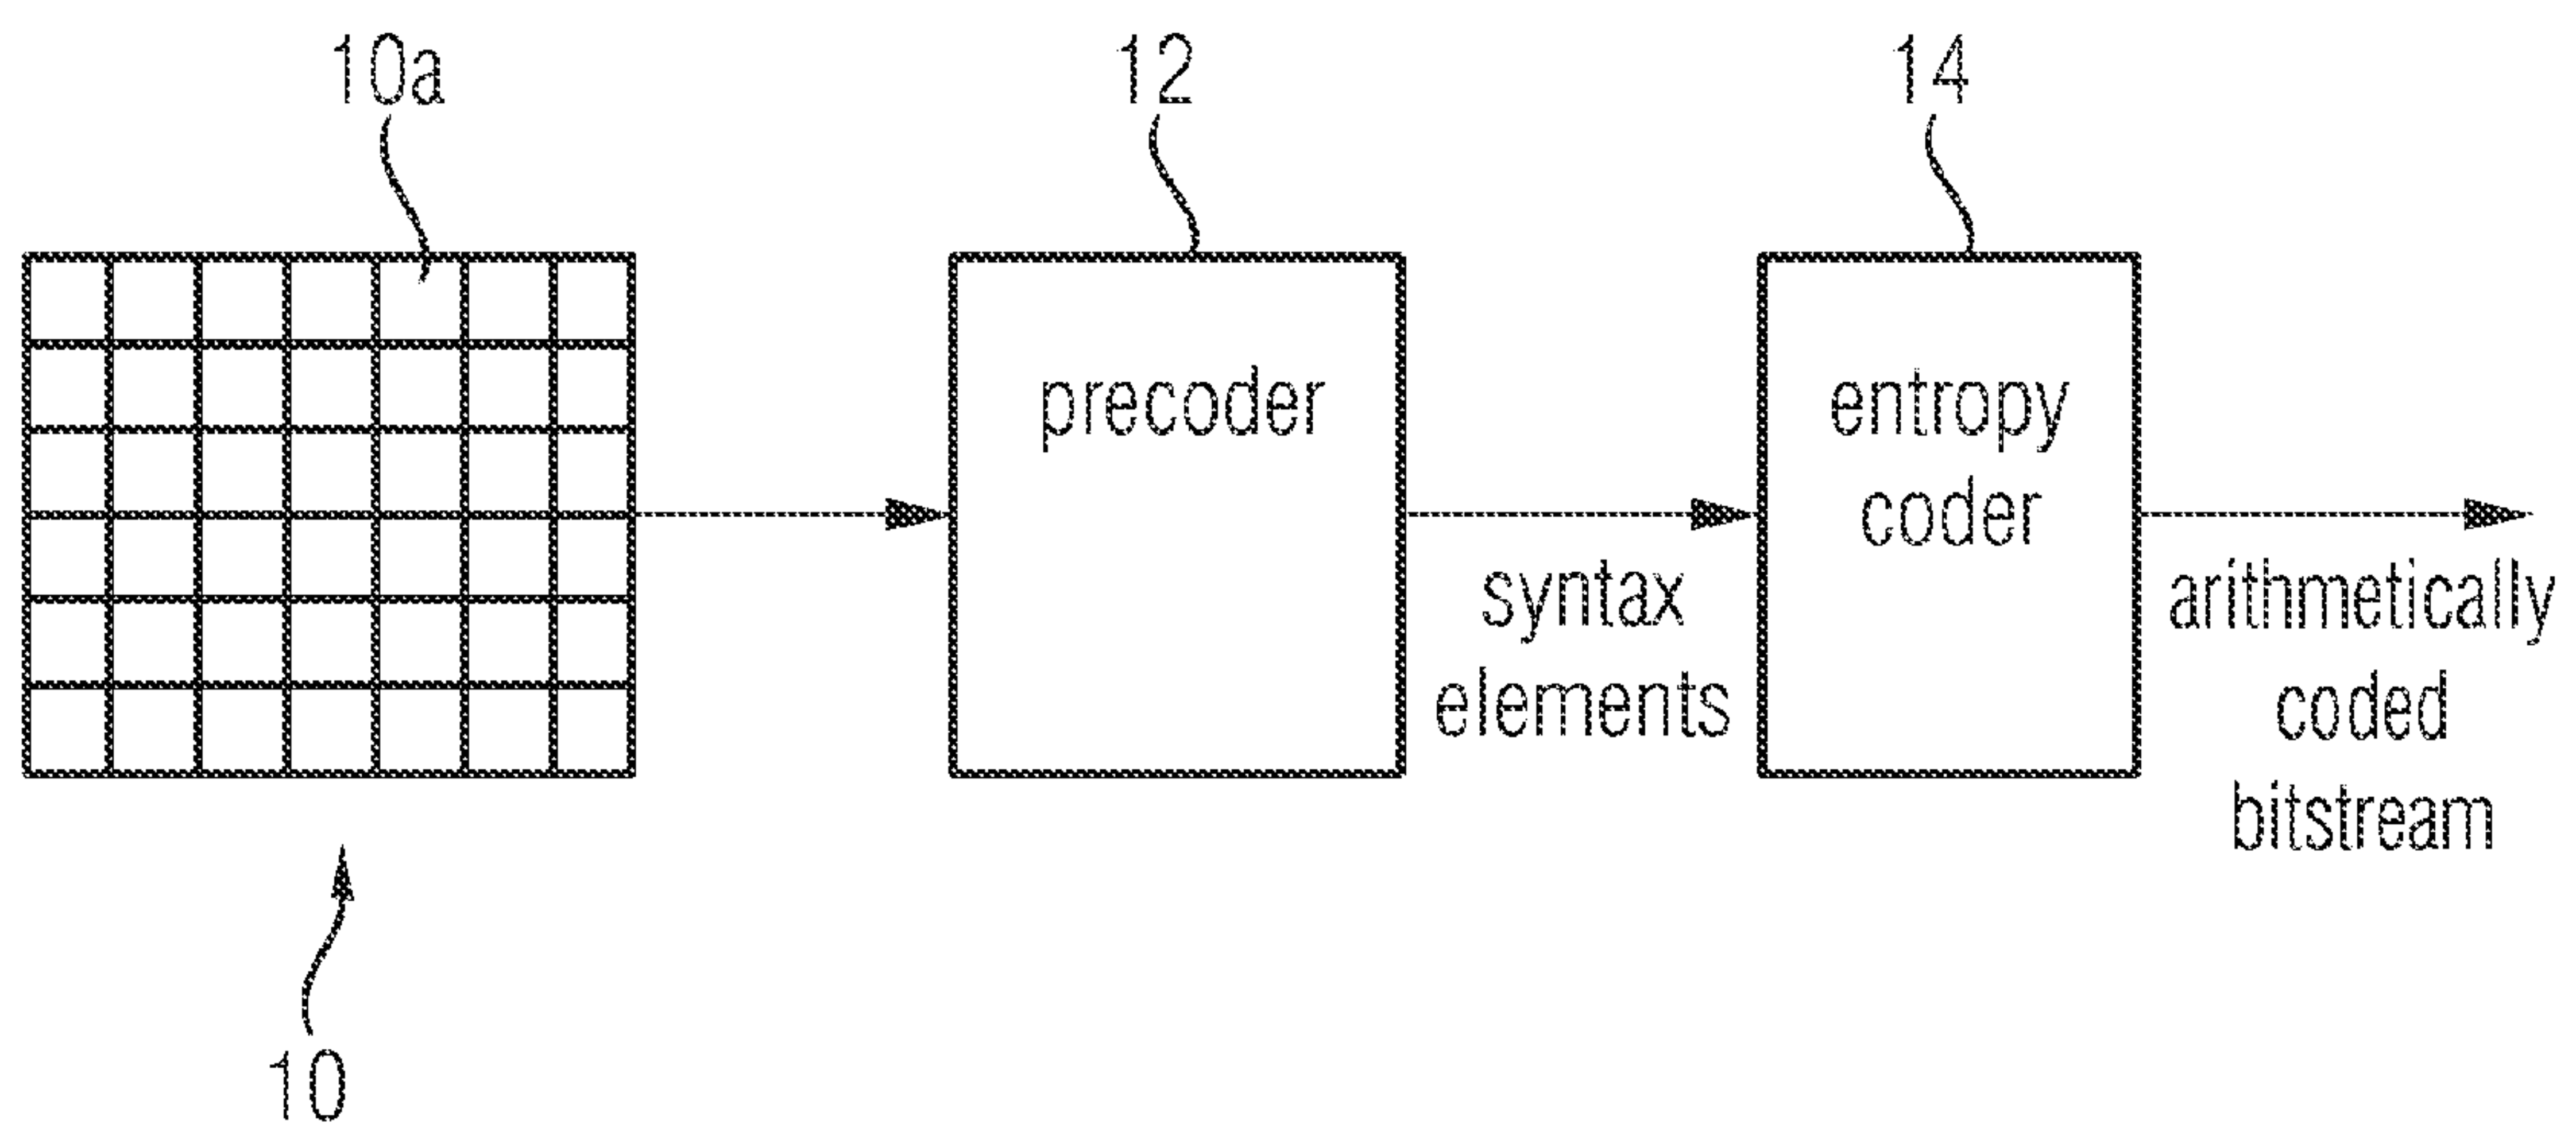 10a
12
14
precoder
entropy
coder
syntax
elements
arithmetically
coded
bitstream
10